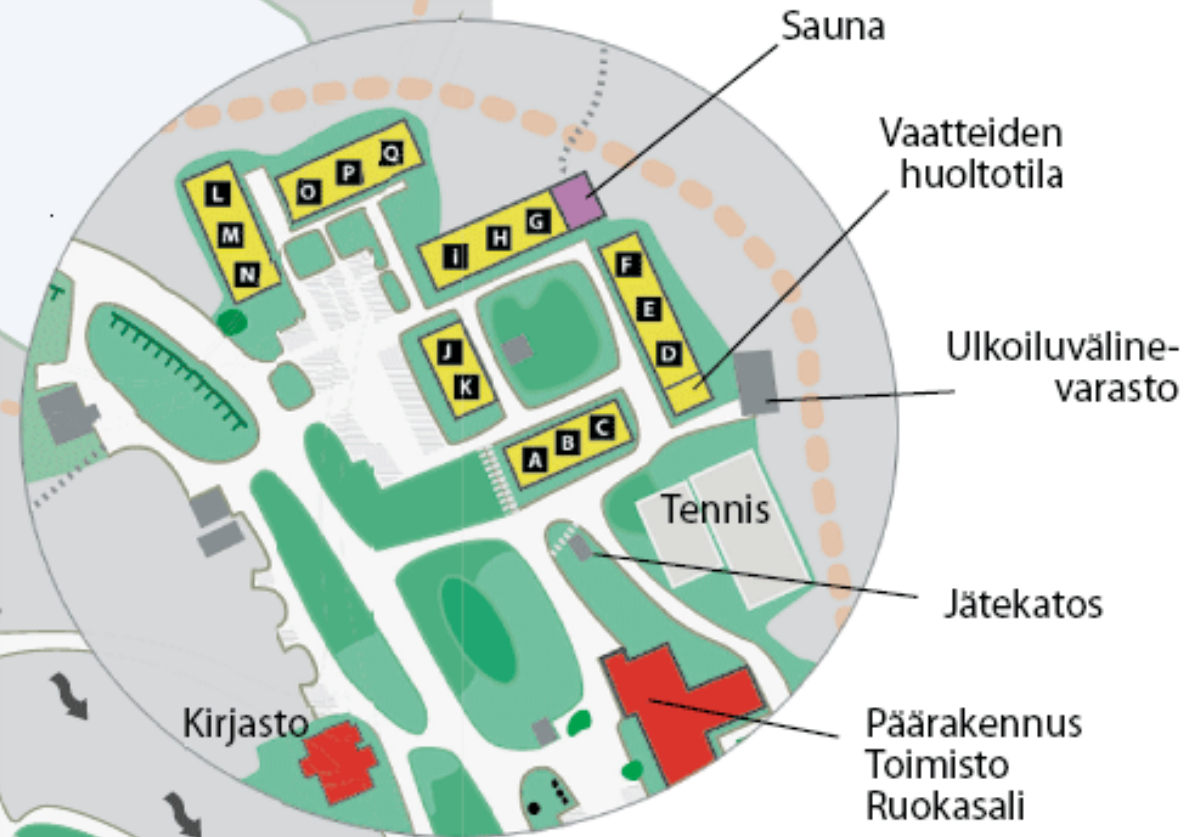 Sauna
Vaatteiden
huoltotila
Ulkoiluväline-
varasto
Tennis
Jätekatos
Päärakennus
Toimisto
Ruokasali
Kirjasto
L
M
N
O
P
Q
i
H
G
F
E
D
J
K
A
B
C